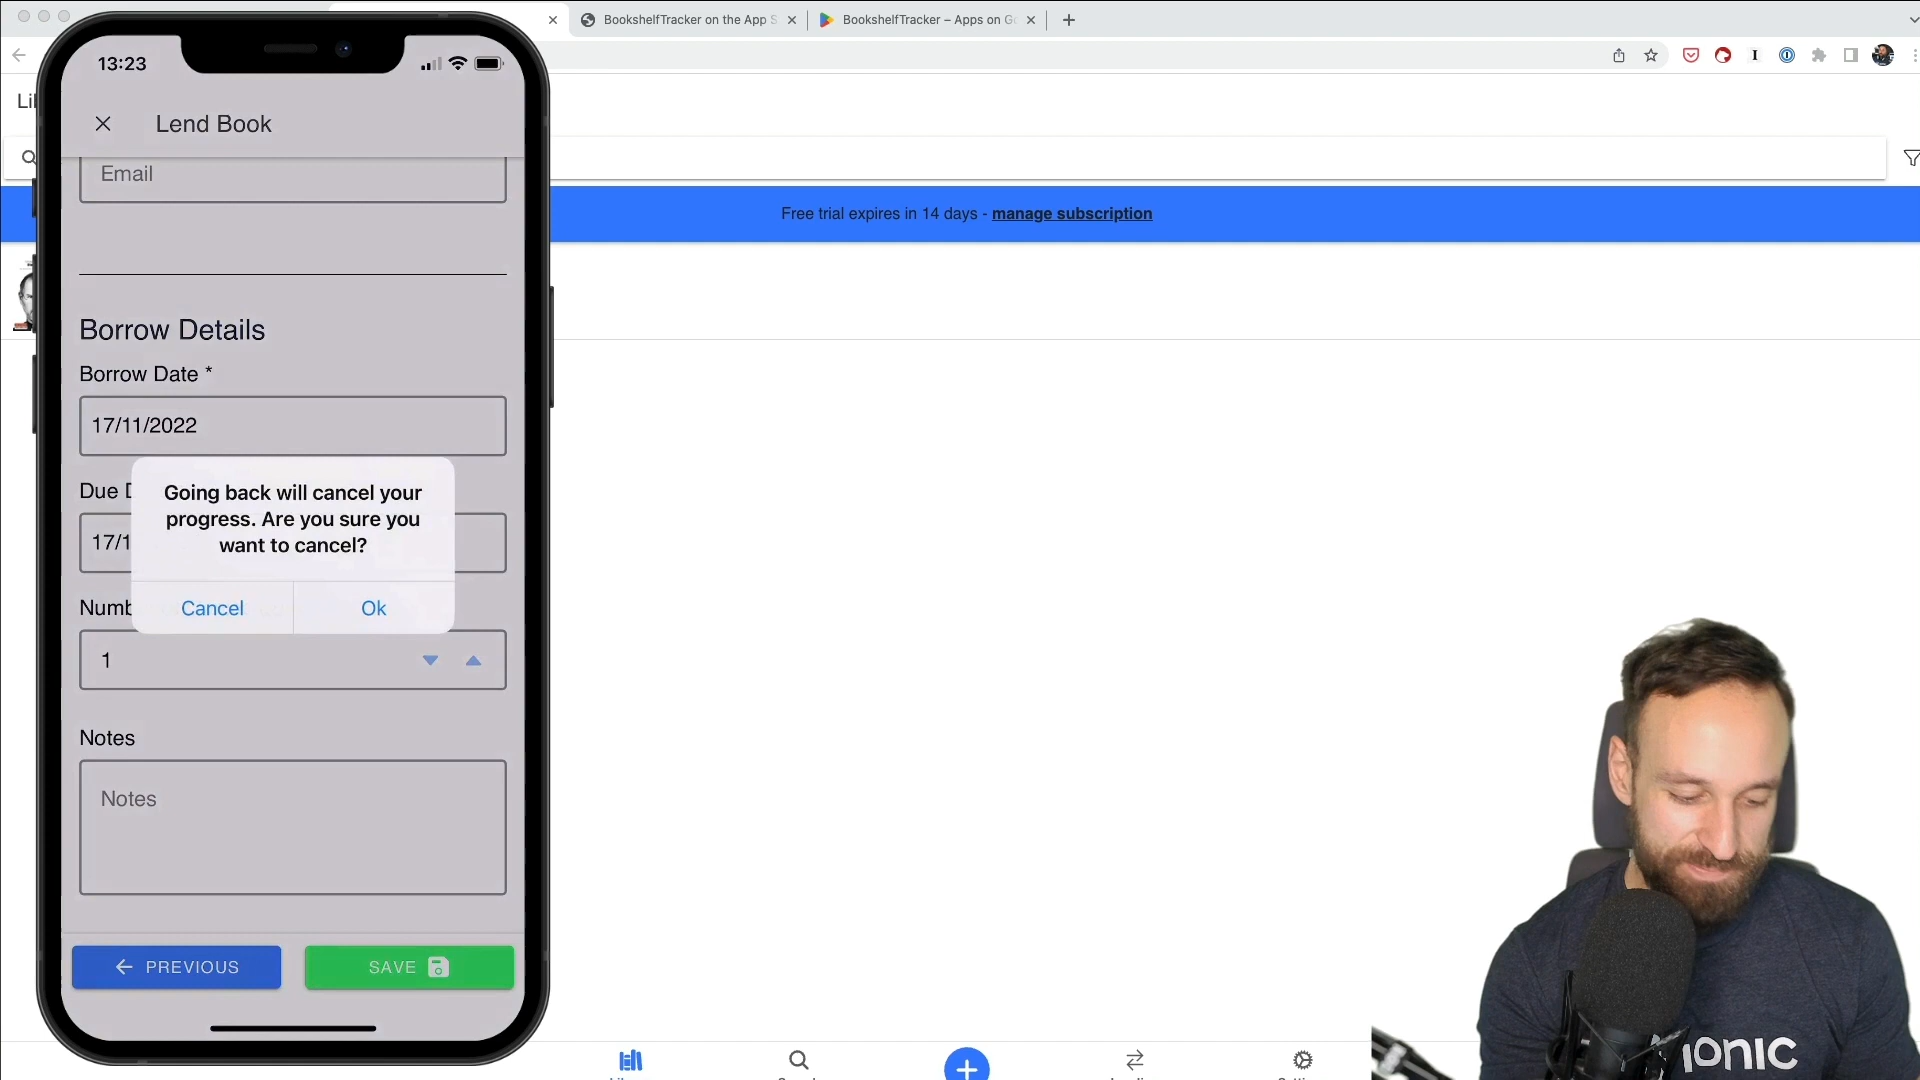 BookshelfTracker on the App S
BookshelfTracker – Apps on Go
13:23
Lend Book
Email
Free trial expires in 14 days - manage subscription
Borrow Details
Borrow Date *
17/11/2022
Due D
17/1
Going back will cancel your
progress. Are you sure you
want to cancel?
Cancel
Ok
Numb
1
Notes
Notes
PREVIOUS
SAVE
IONIC